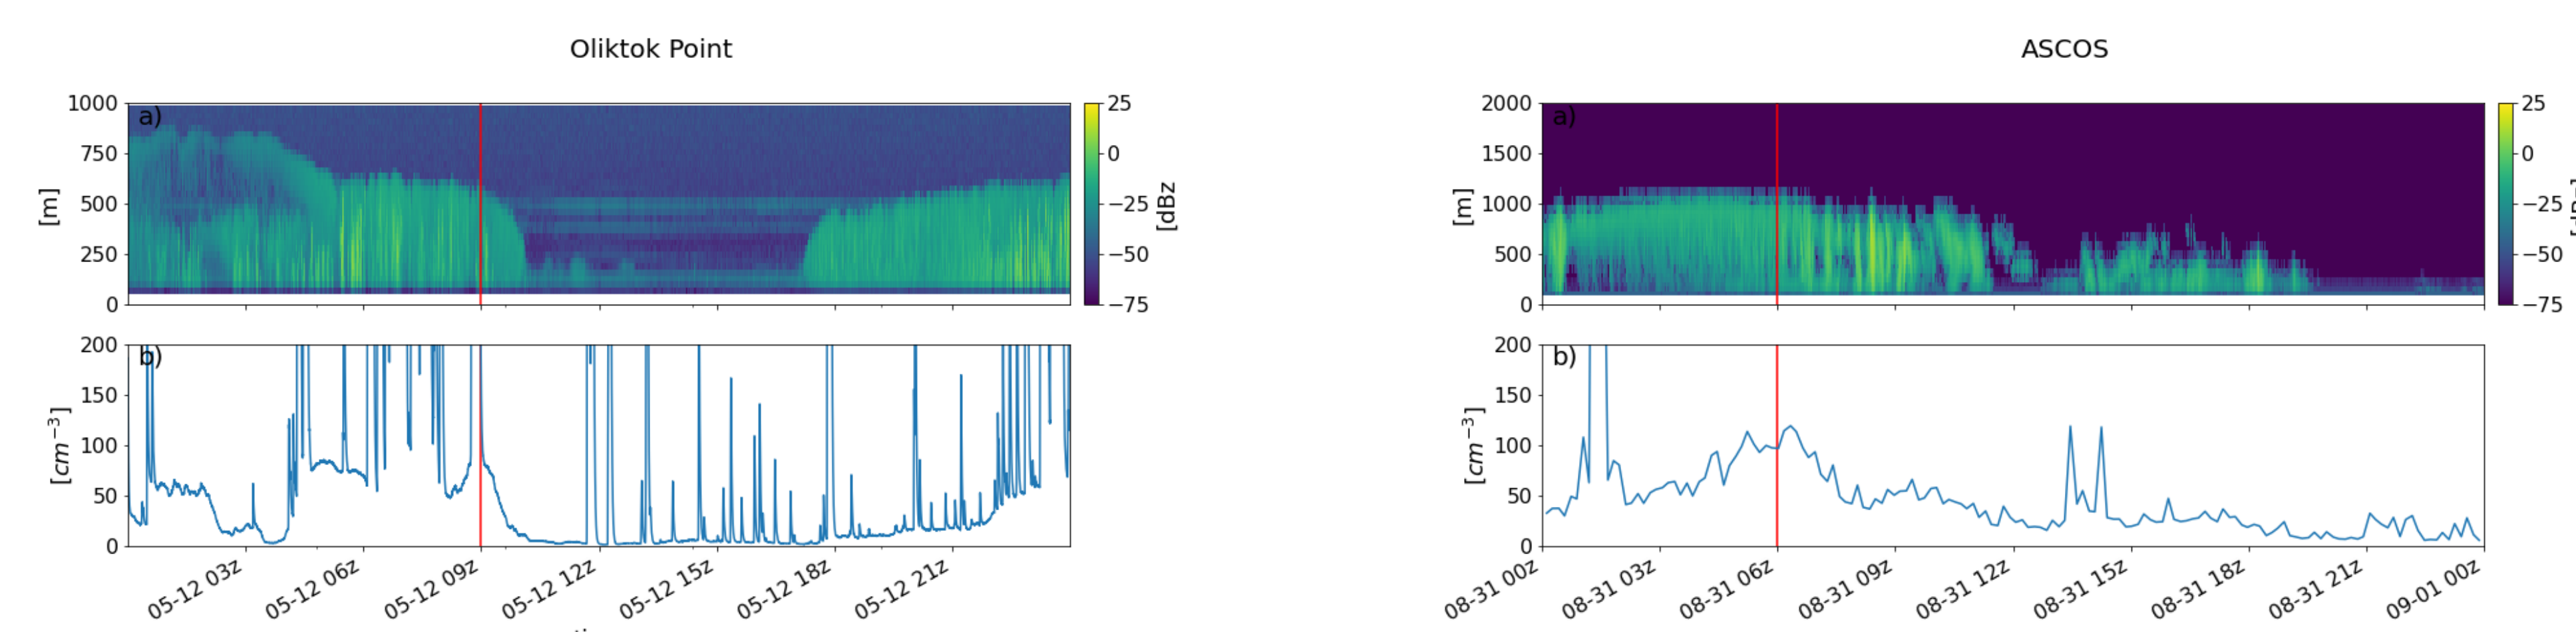 Oliktok Point
ASCOS
a)
1000
750
500
250
0
[m]
25
0
−25
−50
−75
[dBz
a)
2000
1500
1000
500
0
[m]
25
0
−25
−50
−75
b)
200
150
100
50
0
[cm⁻³]
05-12 03z
05-12 06z
05-12 09z
05-12 12z
05-12 15z
05-12 18z
05-12 21z
b)
200
150
100
50
0
[cm⁻³]
08-31 00z
08-31 03z
08-31 06z
08-31 09z
08-31 12z
08-31 15z
08-31 18z
08-31 21z
09-01 00z